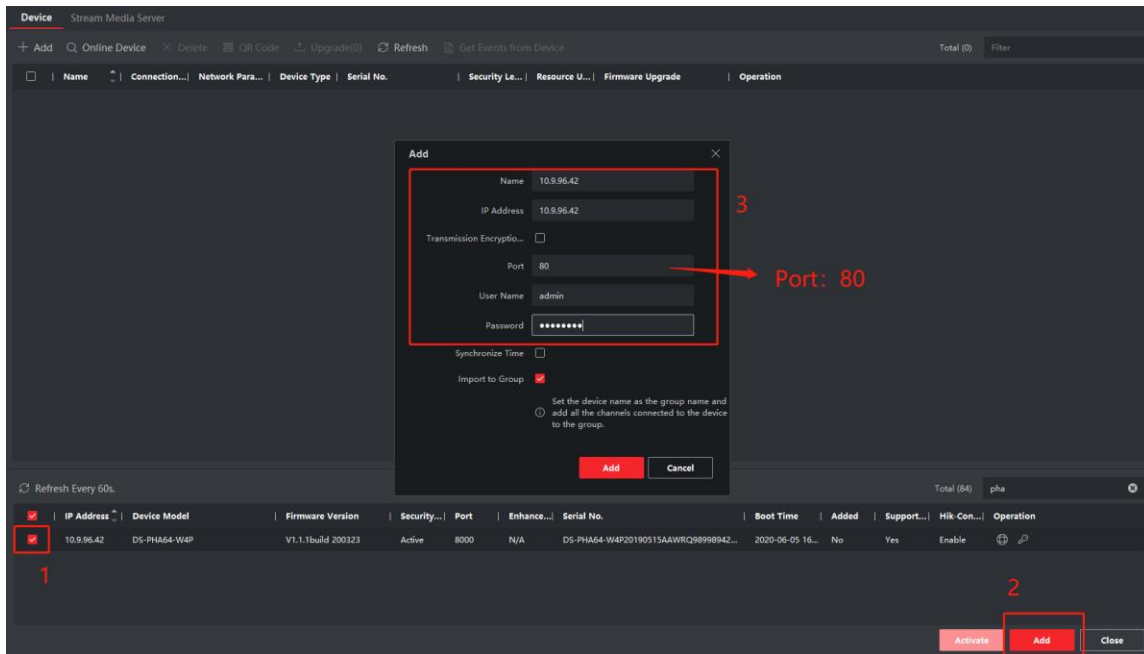 Device Stream Media Server
Add Online Device Delete QR Code Upgrade(0) Refresh Get Events from Device Total (0) Filter
Name Connection... Network Para... Device Type Serial No. Security Le... Resource U... Firmware Upgrade Operation
Add
Name 10.9.96.42
3
IP Address 10.9.96.42
Transmission Encryptio...
Port 80
Port: 80
User Name admin
Password ••••••••
Synchronize Time
Import to Group
Set the device name as the group name and
add all the channels connected to the device
to the group.
Add Cancel
Refresh Every 60s. Total (84) pha
IP Address Device Model Firmware Version Security... Port Enhance... Serial No. Boot Time Added Support... Hik-Con... Operation
10.9.96.42 DS-PHA64-W4P V1.1.1build 200323 Active 8000 N/A DS-PHA64-W4P20190515AAWRQ98998942... 2020-06-05 16... No Yes Enable
1
2
Activate Add Close